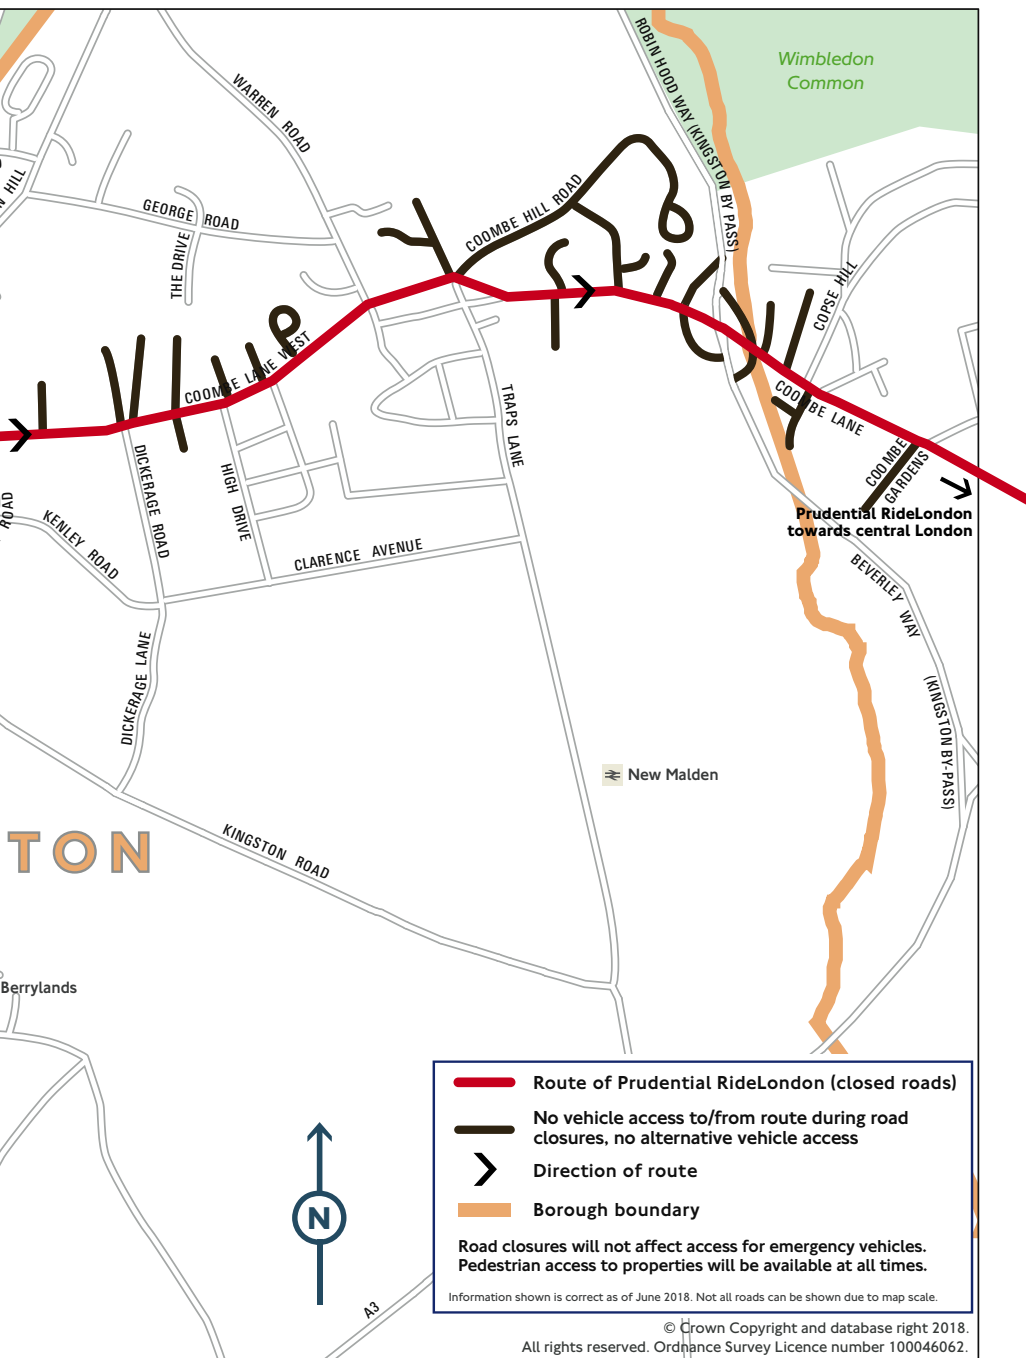 Wimbledon
Common
ROBIN HOOD WAY (KINGSTON BY PASS)
WARREN ROAD
N HILL
GEORGE ROAD
THE DRIVE
COOMBE HILL ROAD
COPSE HILL
COOMBE LANE WEST
COOMBE LANE
TRAPS LANE
DICKERAGE ROAD
HIGH DRIVE
COOMBE
GARDENS
ROAD
KENLEY ROAD
Prudential RideLondon
towards central London
CLARENCE AVENUE
BEVERLEY WAY
(KINGSTON BY-PASS)
DICKERAGE LANE
New Malden
TON
KINGSTON ROAD
Berrylands
Route of Prudential RideLondon (closed roads)
No vehicle access to/from route during road
closures, no alternative vehicle access
Direction of route
Borough boundary
Road closures will not affect access for emergency vehicles.
Pedestrian access to properties will be available at all times.
Information shown is correct as of June 2018. Not all roads can be shown due to map scale.
N
A3
© Crown Copyright and database right 2018.
All rights reserved. Ordnance Survey Licence number 100046062.